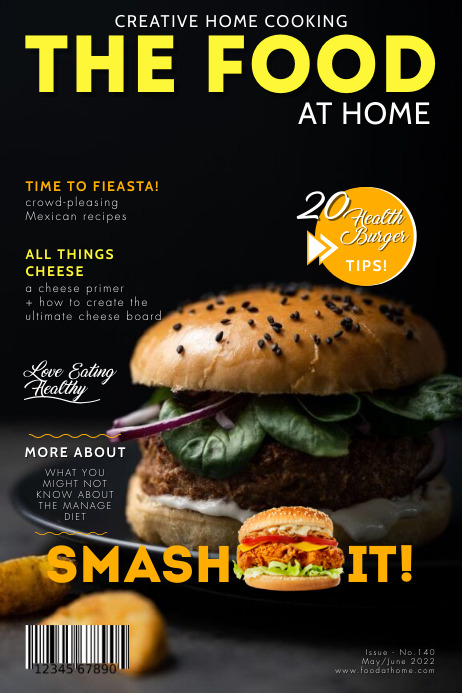 CREATIVE HOME COOKING
THE FOOD
AT HOME
TIME TO FIEASTA!
crowd-pleasing
Mexican recipes
20
Health
Burger
TIPS!
ALL THINGS
CHEESE
a cheese primer
+ how to create the
ultimate cheese board
Love Eating
Healthy
MORE ABOUT
WHAT YOU
MIGHT NOT
KNOW ABOUT
THE MANAGE
DIET
SMASH IT!
12345 67890
Issue - No.140
May/June 2022
www.foodathome.com